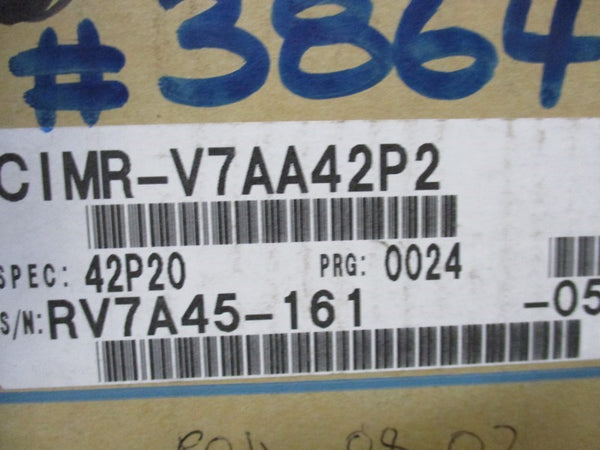 #3864
CIMR-V7AA42P2
SPEC: 42P20 PRG: 0024
S/N: RV7A45-161 -05